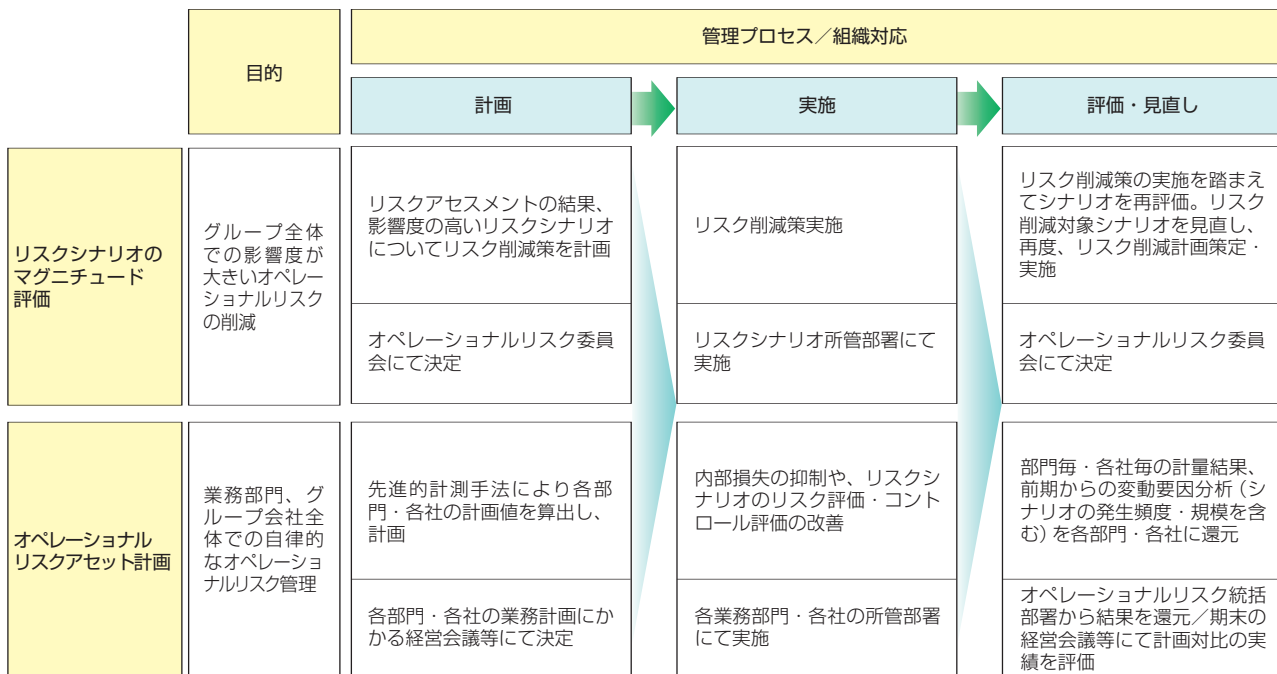 目的
管理プロセス／組織対応
計画
実施
評価・見直し
リスクシナリオの
マグニチュード
評価
グループ全体
での影響度が
大きいオペレー
ショナルリスク
の削減
リスクアセスメントの結果、
影響度の高いリスクシナリオ
についてリスク削減策を計画
リスク削減策実施
リスク削減策の実施を踏まえ
てシナリオを再評価。リスク
削減対象シナリオを見直し、
再度、リスク削減計画策定・
実施
オペレーショナルリスク委員
会にて決定
リスクシナリオ所管部署にて
実施
オペレーショナルリスク委員
会にて決定
オペレーショナル
リスクアセット計画
業務部門、グ
ループ会社全
体での自律的
なオペレーショ
ナルリスク管理
先進的計測手法により各部
門・各社の計画値を算出し、
計画
内部損失の抑制や、リスクシ
ナリオのリスク評価・コント
ロール評価の改善
部門毎・各社毎の計量結果、
前期からの変動要因分析（シ
ナリオの発生頻度・規模を含
む）を各部門・各社に還元
各部門・各社の業務計画にか
かる経営会議等にて決定
各業務部門・各社の所管部署
にて実施
オペレーショナルリスク統括
部署から結果を還元／期末の
経営会議等にて計画対比の実
績を評価